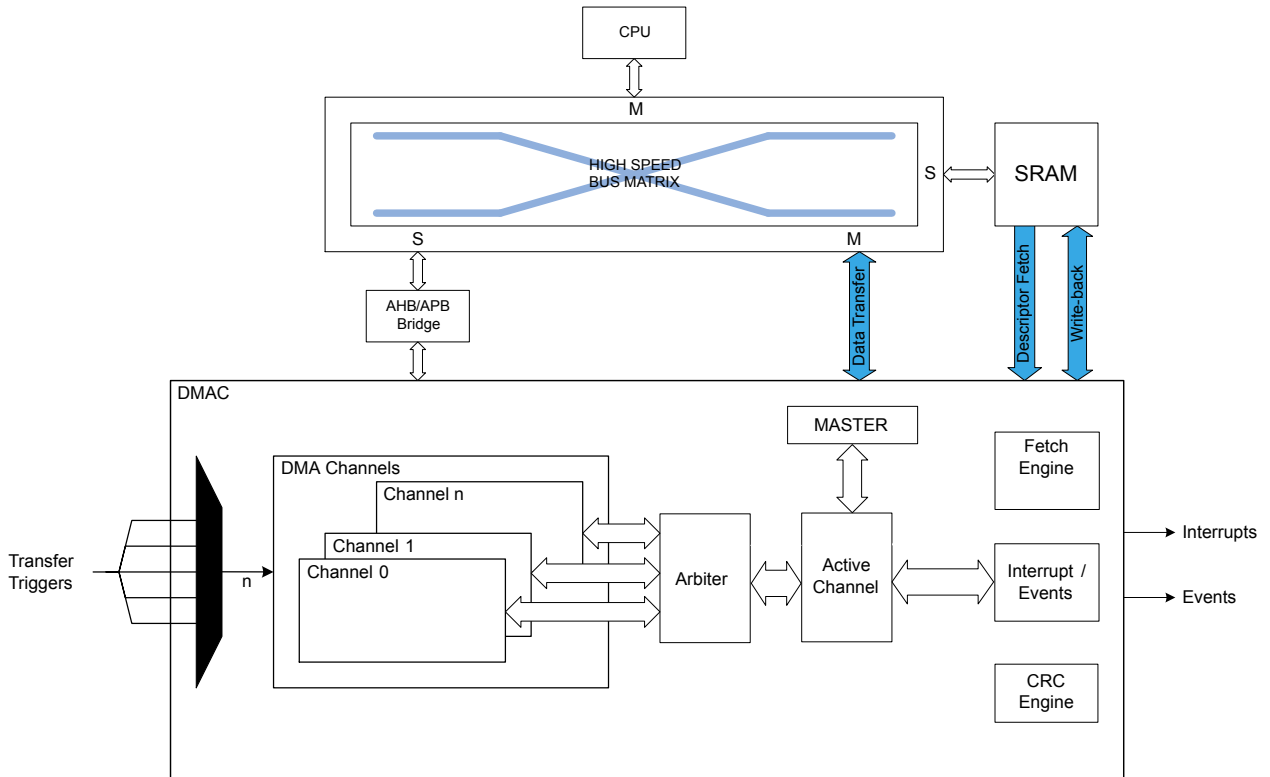 CPU
M
HIGH SPEED
BUS MATRIX
S
SRAM
S
M
AHB/APB
Bridge
Data Transfer
Descriptor Fetch
Write-back
DMAC
MASTER
Fetch
Engine
DMA Channels
Channel n
Channel 1
Channel 0
Transfer
Triggers
n
Arbiter
Active
Channel
Interrupt /
Events
Interrupts
Events
CRC
Engine